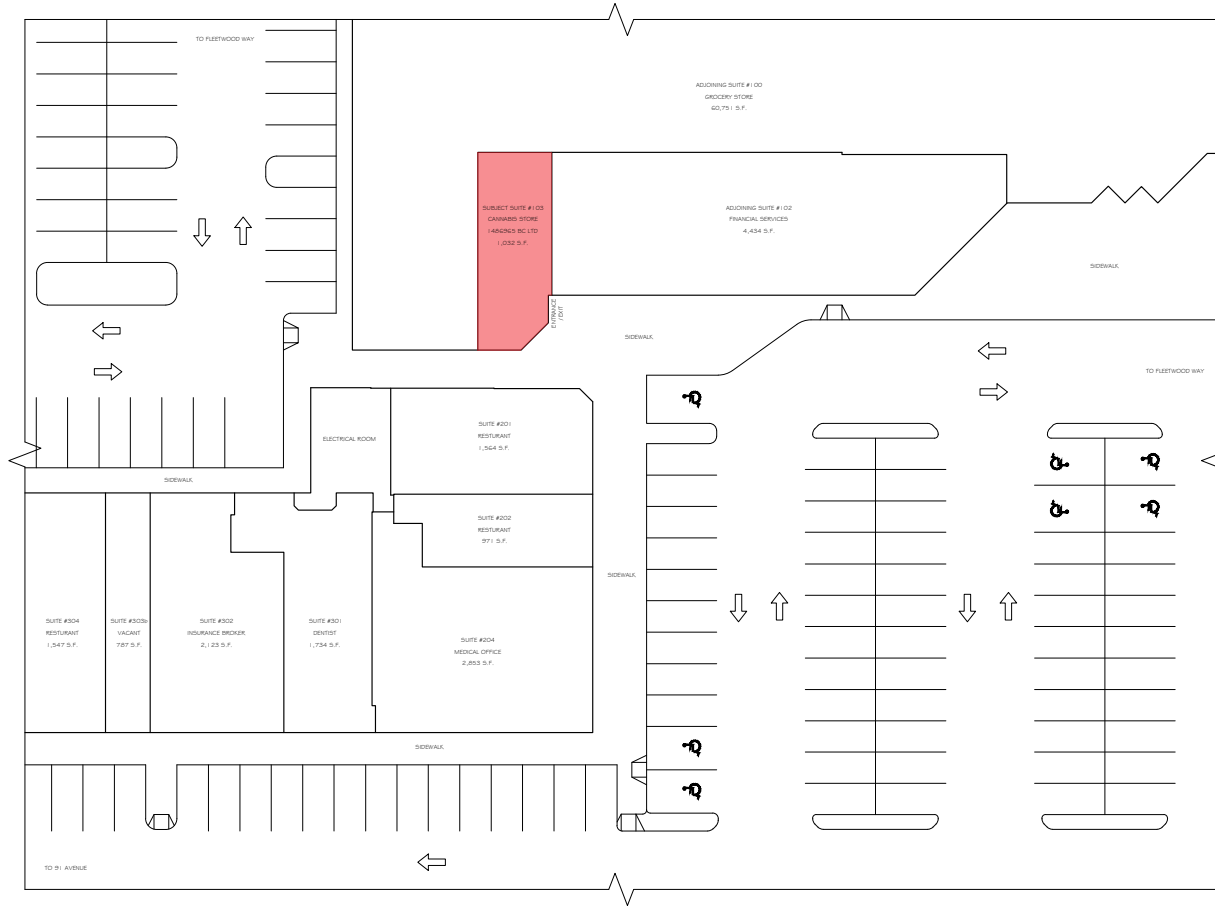 TO FLEETWOOD WAY
ADJOINING SUITE #100
GROCERY STORE
60,751 S.F.
SUBJECT SUITE #103
CANNABIS STORE
1486965 BC LTD
1,032 S.F.
ADJOINING SUITE #102
FINANCIAL SERVICES
4,434 S.F.
SIDEWALK
ENTRANCE
/ EXIT
SIDEWALK
TO FLEETWOOD WAY
ELECTRICAL ROOM
SUITE #201
RESTURANT
1,564 S.F.
SIDEWALK
SUITE #202
RESTURANT
971 S.F.
SIDEWALK
SUITE #304
RESTURANT
1,547 S.F.
SUITE #303b
VACANT
787 S.F.
SUITE #302
INSURANCE BROKER
2,123 S.F.
SUITE #301
DENTIST
1,734 S.F.
SUITE #204
MEDICAL OFFICE
2,853 S.F.
SIDEWALK
TO 91 AVENUE